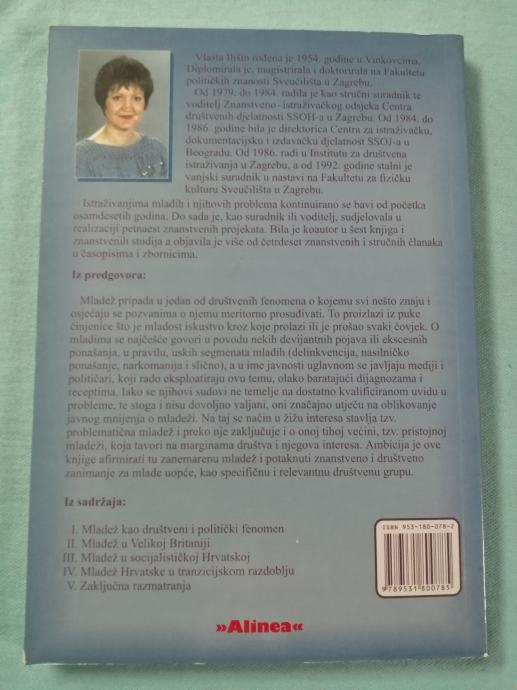 Vlasta Ilišin rođena je 1954. godine u Vinkovcima.
Diplomirala je, magistrirala i doktorirala na Fakultetu
političkih znanosti Sveučilišta u Zagrebu.
Od 1979. do 1984. radila je kao stručni suradnik te
voditelj Znanstveno - istraživačkog odsjeka Centra
društvenih djelatnosti SSOH-a u Zagrebu. Od 1984. do
1986. godine bila je direktorica Centra za istraživačku,
dokumentacijsku i izdavačku djelatnost SSOJ-a u
Beogradu. Od 1986. radi u Institutu za društvena
istraživanja u Zagrebu, a od 1992. godine stalni je
vanjski suradnik u nastavi na Fakultetu za fizičku
kulturu Sveučilišta u Zagrebu.
Istraživanjima mladih i njihovih problema kontinuirano se bavi od početka
osamdesetih godina. Do sada je, kao suradnik ili voditelj, sudjelovala u
realizaciji petnaest znanstvenih projekata. Bila je koautor u šest knjiga i
znanstvenih studija a objavila je više od četrdeset znanstvenih i stručnih članaka
u časopisima i zbornicima.
Iz predgovora:
Mladež pripada u jedan od društvenih fenomena o kojemu svi nešto znaju i
osjećaju se pozvanima o njemu meritorno prosuđivati. To proizlazi iz puke
činjenice što je mladost iskustvo kroz koje prolazi ili je prošao svaki čovjek. O
mladima se najčešće govori u povodu nekih devijantnih pojava ili ekscesnih
ponašanja, u pravilu, uskih segmenata mladih (delinkvencija, nasilničko
ponašanje, narkomanija i slično), a u ime javnosti uglavnom se javljaju mediji i
političari, koji rado eksploatiraju ovu temu, olako baratajući dijagnozama i
receptima. Iako se njihovi sudovi ne temelje na dostatno kvalificiranom uvidu u
probleme, te stoga i nisu dovoljno valjani, oni značajno utječu na oblikovanje
javnog mnijenja o mladeži. Na taj se način u žižu interesa stavlja tzv.
problematična mladež i preko nje zaključuje i o onoj tihoj većini, tzv. pristojnoj
mladeži, koja tavori na marginama društva i njegova interesa. Ambicija je ove
knjige afirmirati tu zanemarenu mladež i potaknuti znanstveno i društveno
zanimanje za mlade uopće, kao specifičnu i relevantnu društvenu grupu.
Iz sadržaja:
I. Mladež kao društveni i politički fenomen
II. Mladež u Velikoj Britaniji
III. Mladež u socijalističkoj Hrvatskoj
IV. Mladež Hrvatske u tranzicijskom razdoblju
V. Zaključna razmatranja
ISBN 953-180-078-2
9789531800785
»Alinea«